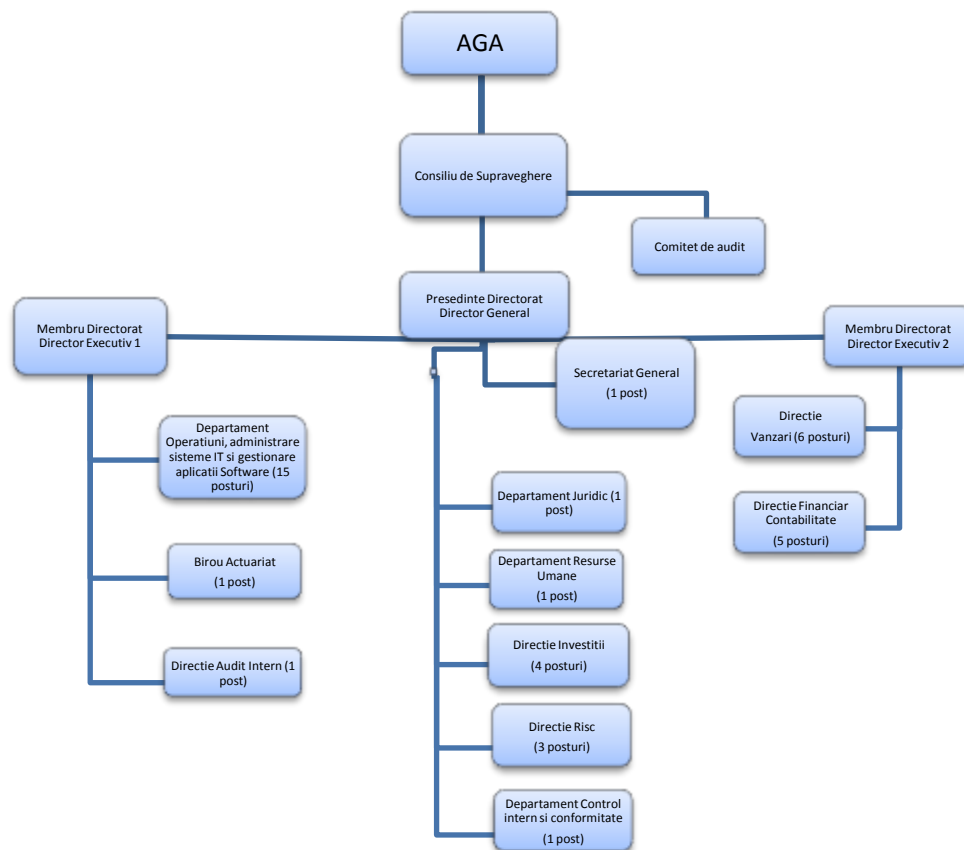 AGA
Consiliu de Supraveghere
Comitet de audit
Presedinte Directorat
Director General
Membru Directorat
Director Executiv 1
Membru Directorat
Director Executiv 2
Secretariat General
(1 post)
Departament
Operatiuni, administrare
sisteme IT si gestionare
aplicatii Software (15
posturi)
Birou Actuariat
(1 post)
Directie Audit Intern (1
post)
Departament Juridic (1
post)
Departament Resurse
Umane
(1 post)
Directie Investitii
(4 posturi)
Directie Risc
(3 posturi)
Departament Control
intern si conformitate
(1 post)
Directie
Vanzari (6 posturi)
Directie Financiar
Contabilitate
(5 posturi)